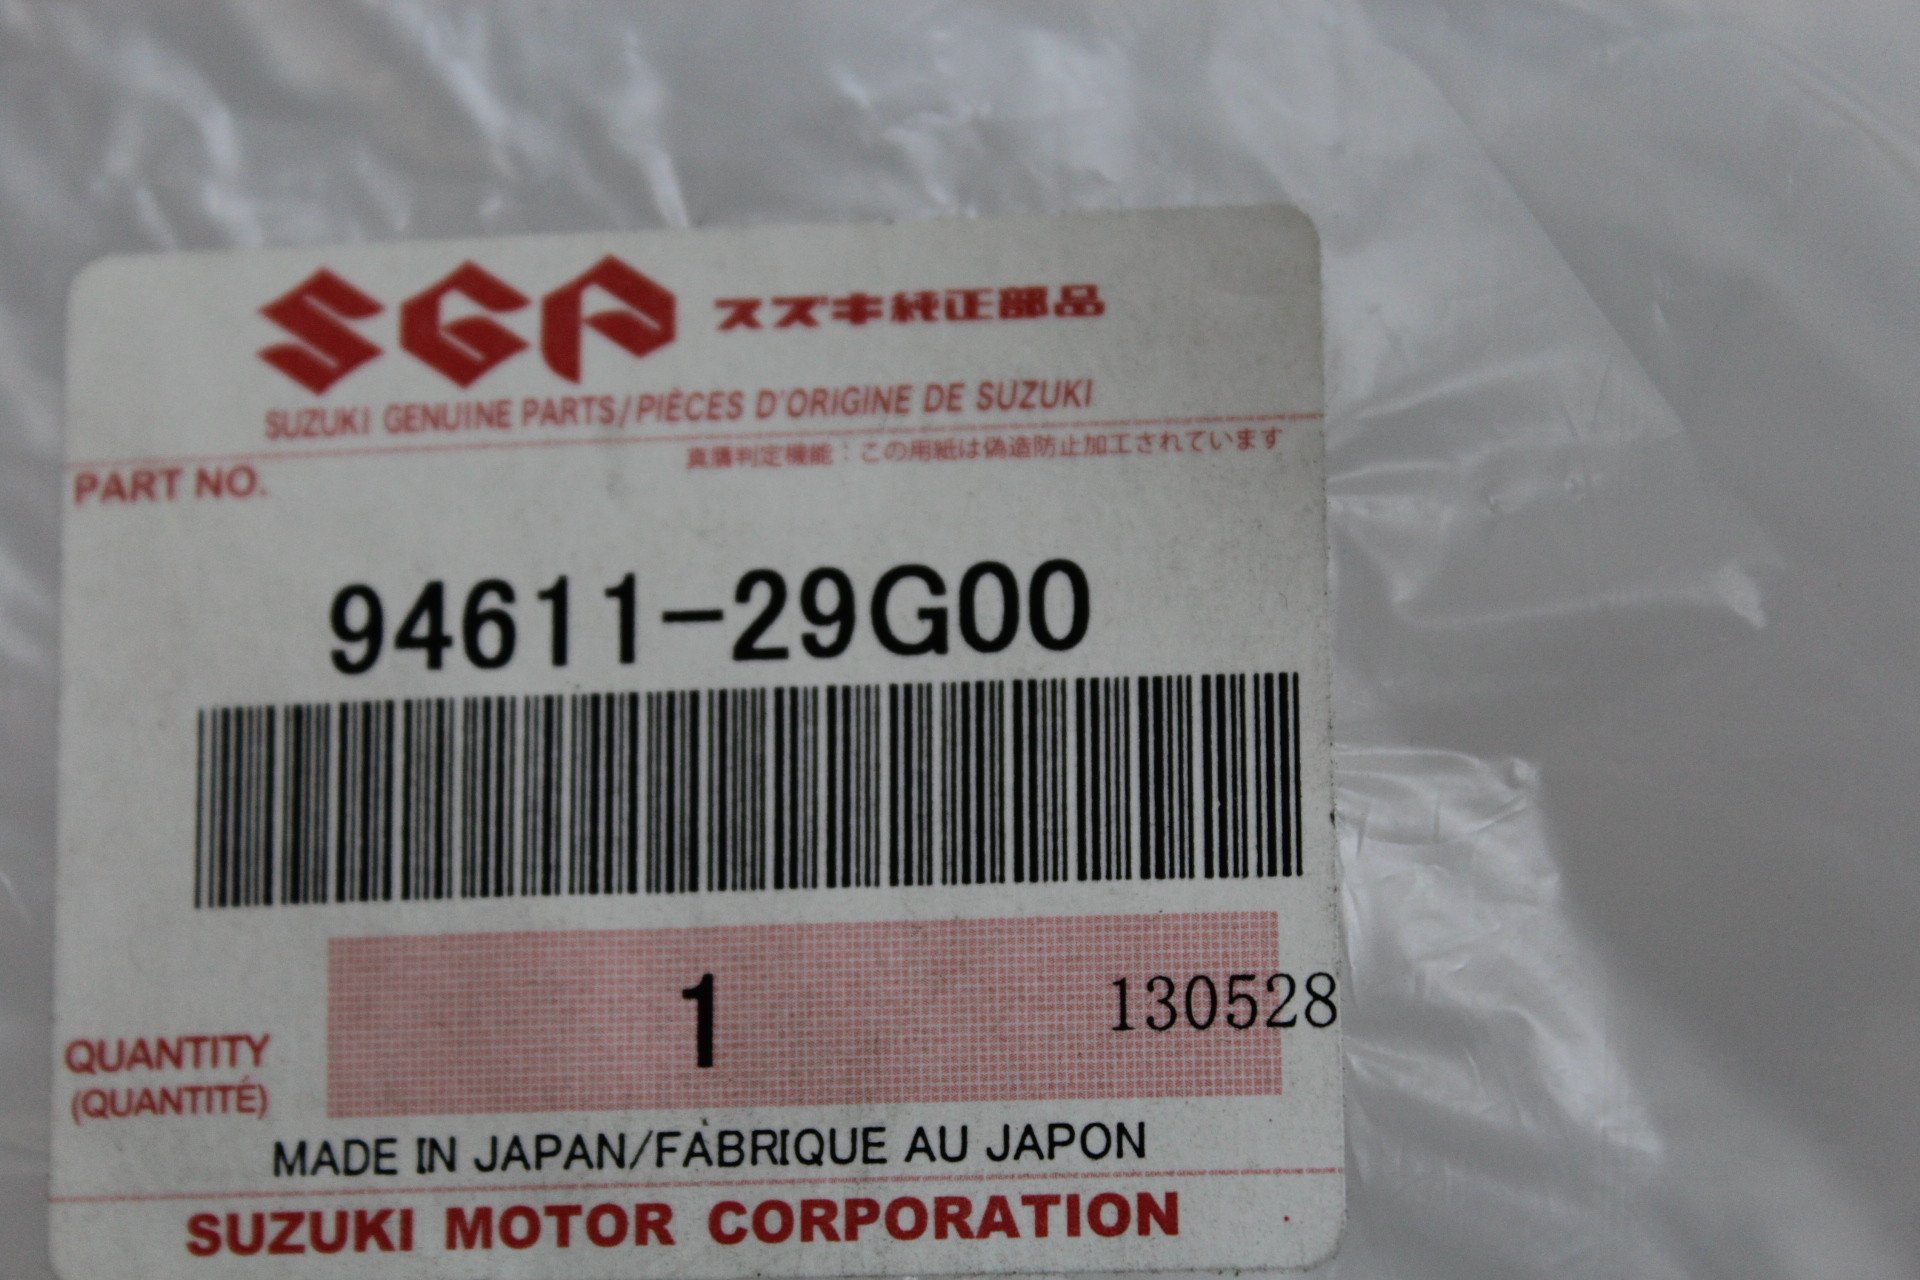 SGP スズキ純正部品
SUZUKI GENUINE PARTS/PIÈCES D'ORIGINE DE SUZUKI
真贋判定機能：この用紙は偽造防止加工されています
PART NO.
94611-29G00
1
130528
QUANTITY
(QUANTITÉ)
MADE IN JAPAN/FABRIQUE AU JAPON
SUZUKI MOTOR CORPORATION